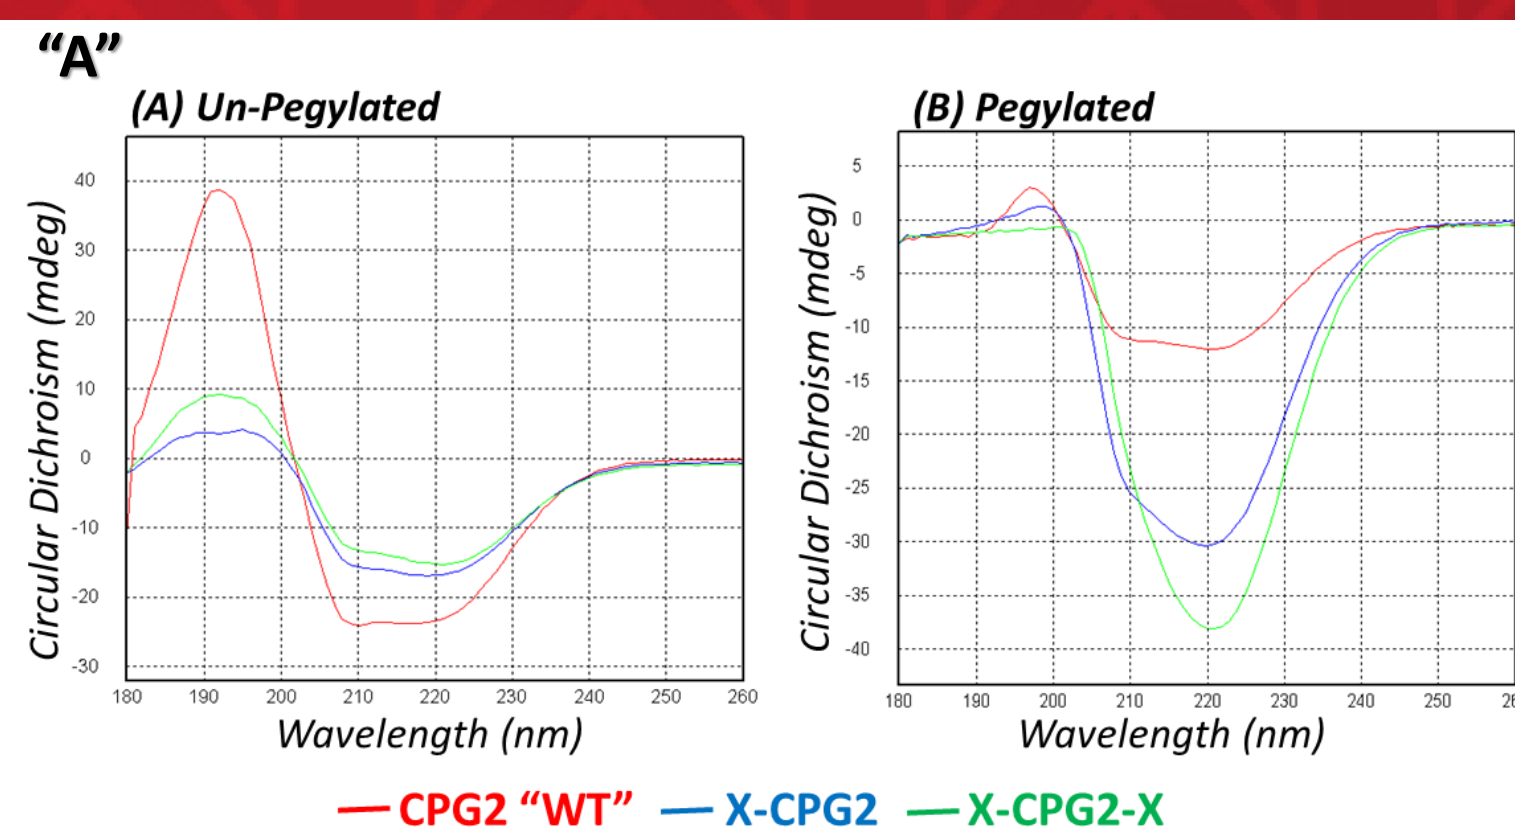 “A”
(A) Un-Pegylated
(B) Pegylated
Circular Dichroism (mdeg)
40
30
20
10
0
-10
-20
-30
180 190 200 210 220 230 240 250 260
Wavelength (nm)
Circular Dichroism (mdeg)
5
0
-5
-10
-15
-20
-25
-30
-35
-40
180 190 200 210 220 230 240 250 26
Wavelength (nm)
CPG2 “WT” X-CPG2 X-CPG2-X